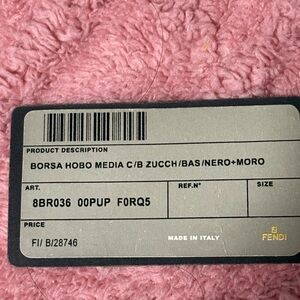 PRODUCT DESCRIPTION
BORSA HOBO MEDIA C/B ZUCCH/BAS/NERO+MORO
ART. REF.N° SIZE
8BR036 00PUP F0RQ5
PRICE
FI/ B/28746
MADE IN ITALY
FENDI